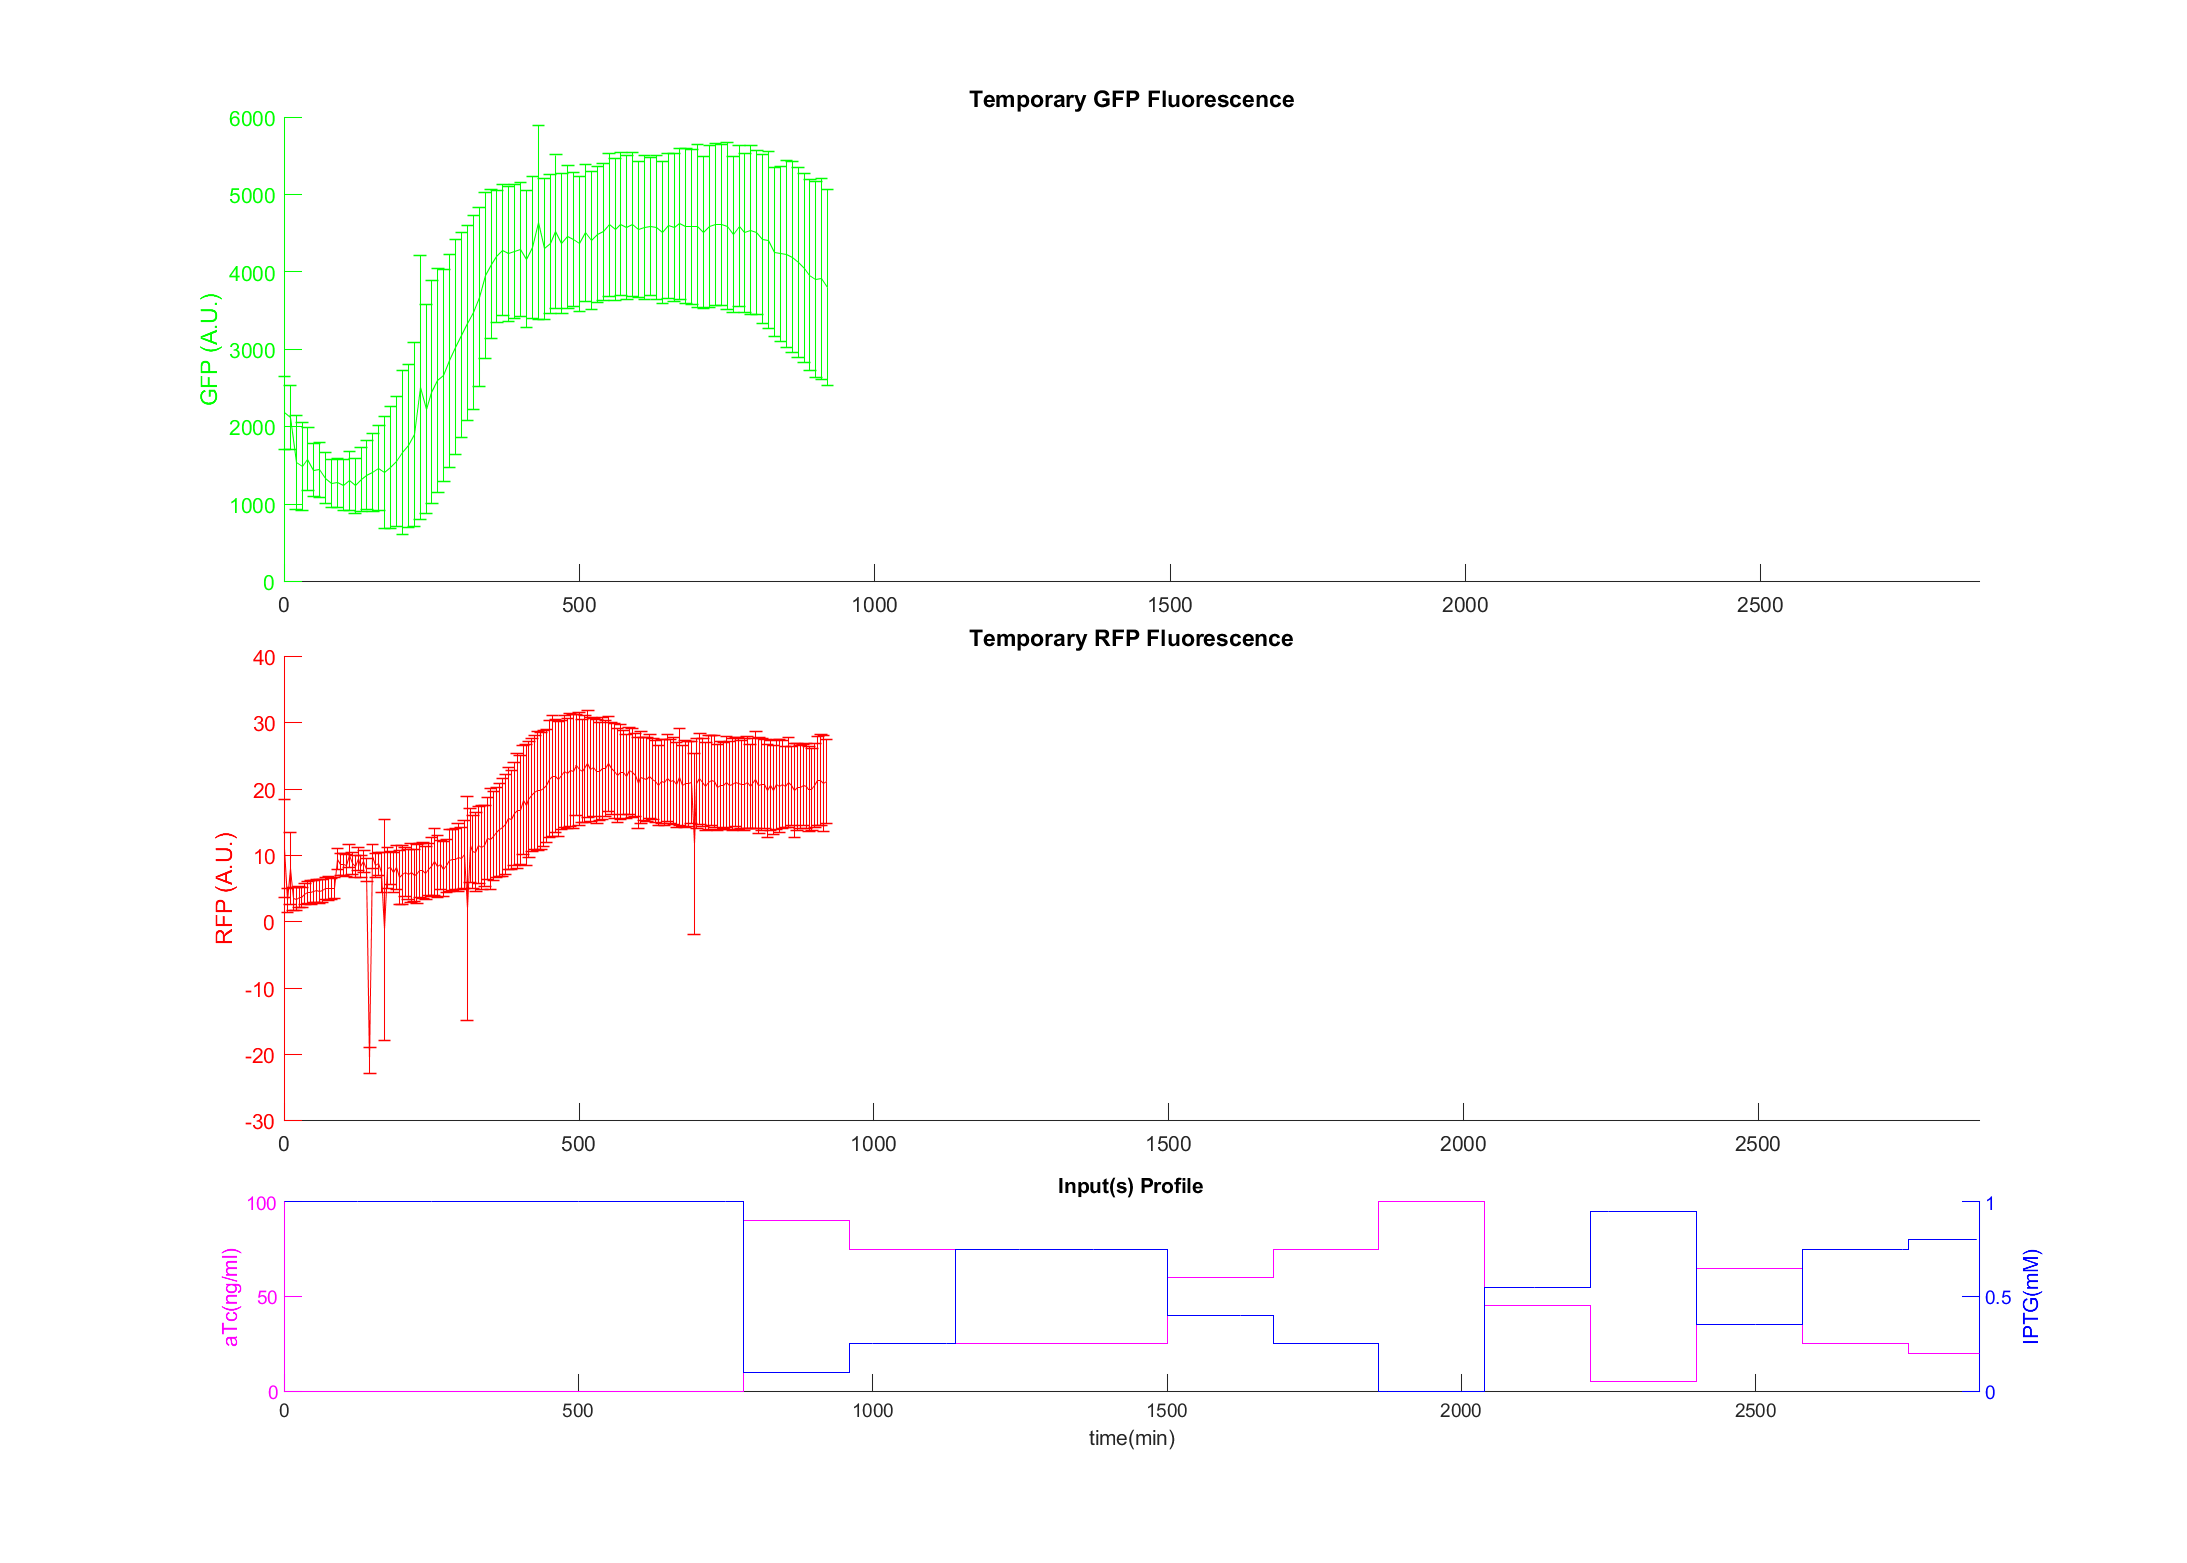 Temporary GFP Fluorescence
6000
5000
4000
3000
2000
1000
0
GFP (A.U.)
0 500 1000 1500 2000 2500
Temporary RFP Fluorescence
40
30
20
10
0
-10
-20
-30
RFP (A.U.)
0 500 1000 1500 2000 2500
Input(s) Profile
100
50
0
aTc(ng/ml)
1
0.5
0
IPTG(mM)
0 500 1000 1500 2000 2500
time(min)